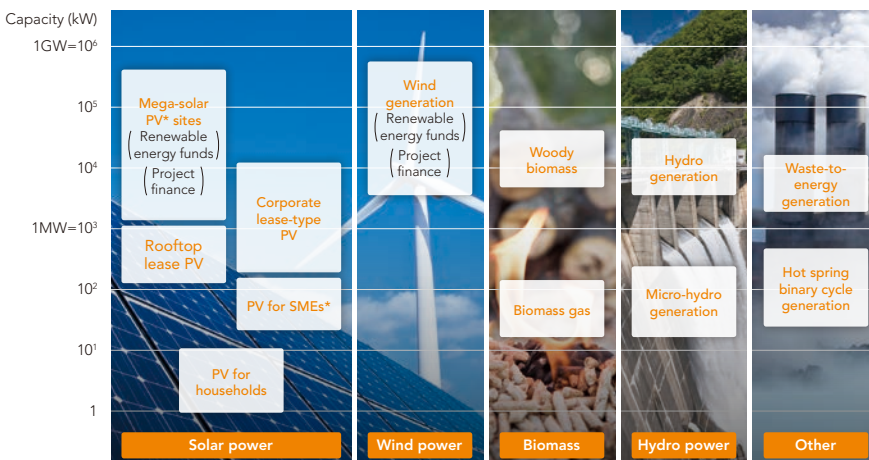 Capacity (kW)
1GW=10⁶
10⁵
10⁴
1MW=10³
10²
10¹
1
Mega-solar
PV* sites
(Renewable
energy funds)
(Project
finance)
Rooftop
lease PV
Corporate
lease-type
PV
PV for SMEs*
PV for
households
Solar power
Wind
generation
(Renewable
energy funds)
(Project
finance)
Wind power
Woody
biomass
Biomass gas
Biomass
Hydro
generation
Micro-hydro
generation
Hydro power
Waste-to-
energy
generation
Hot spring
binary cycle
generation
Other